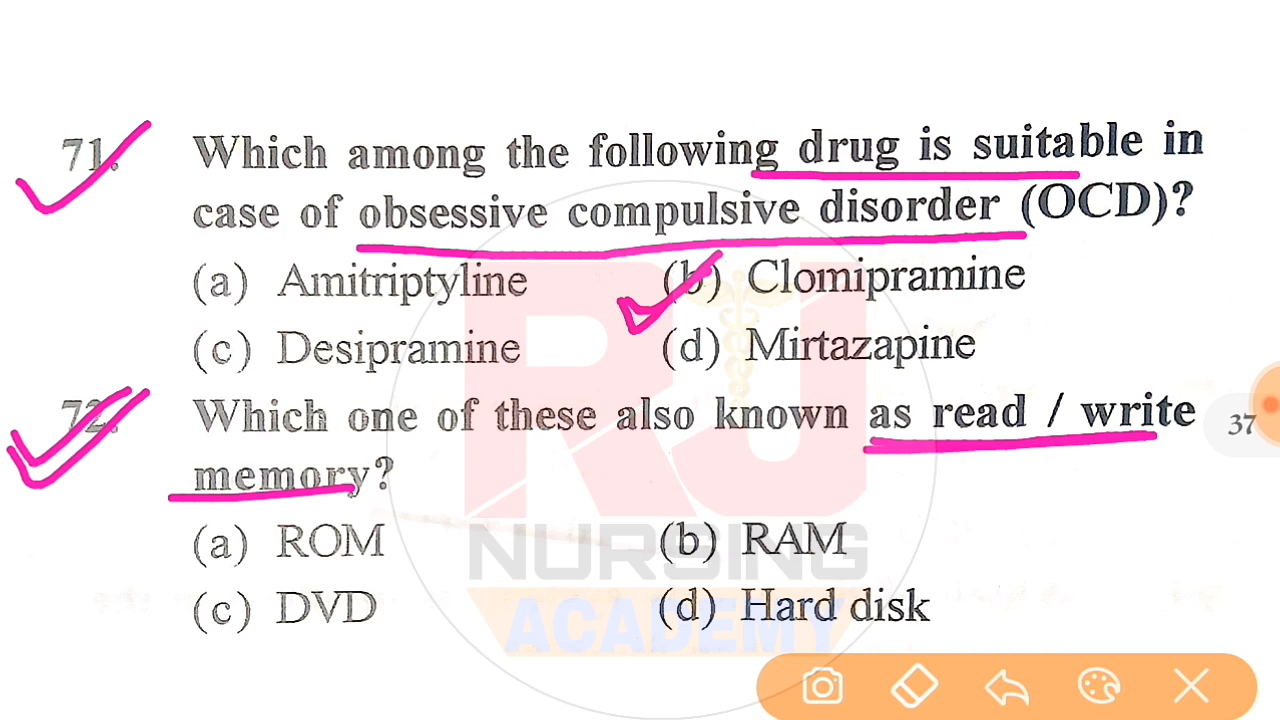 71. Which among the following drug is suitable in
case of obsessive compulsive disorder (OCD)?
(a) Amitriptyline (b) Clomipramine
(c) Desipramine (d) Mirtazapine
72. Which one of these also known as read / write
memory?
37
(a) ROM (b) RAM
(c) DVD (d) Hard disk
RJ
NURSING
ACADEMY